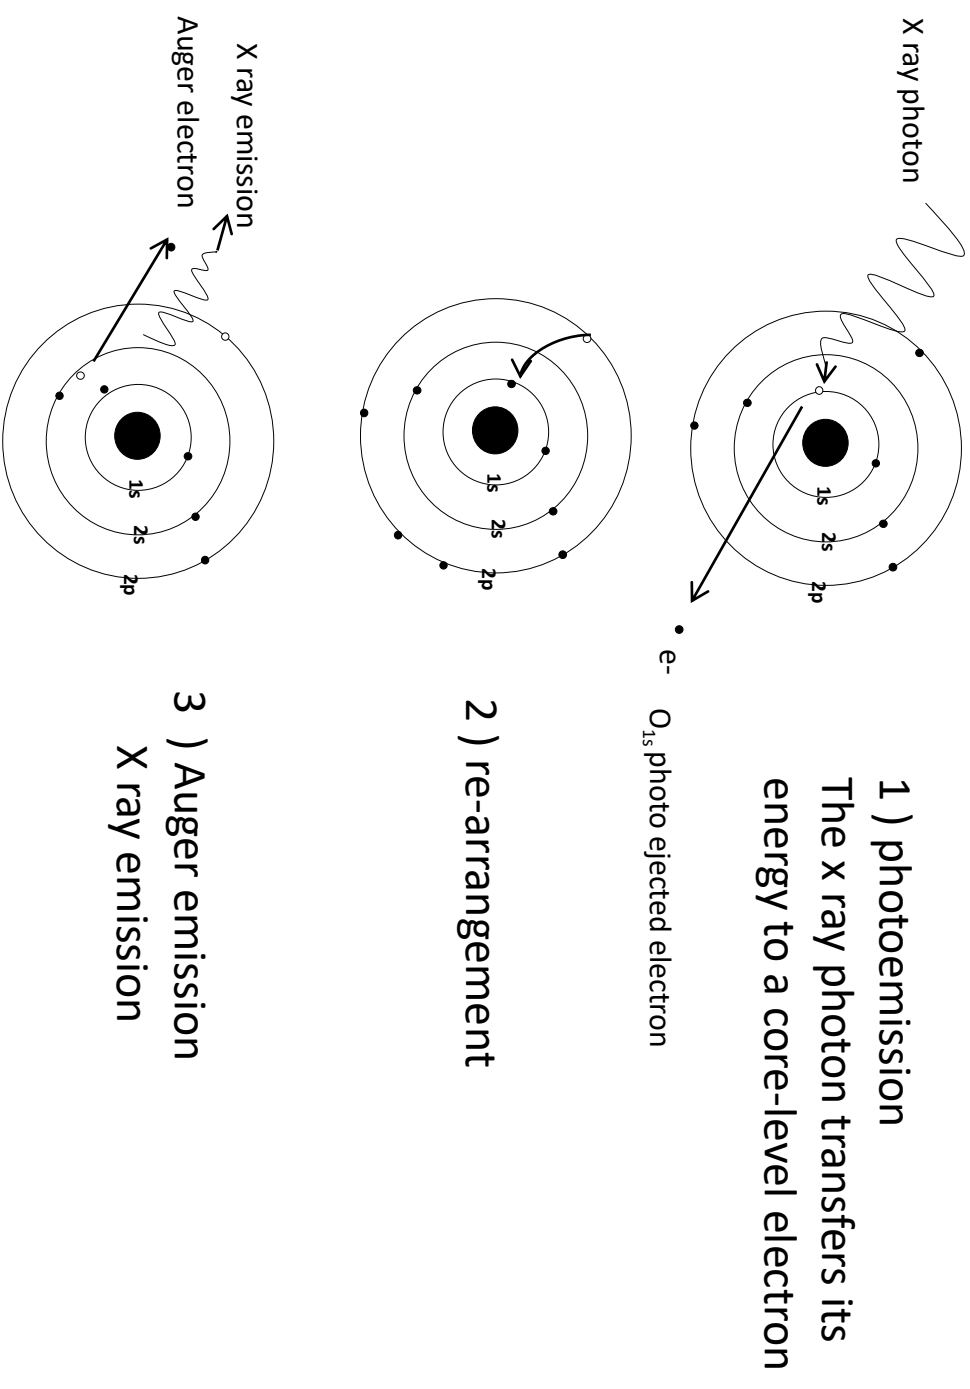 X ray photon
1s
2s
2p
e-
O1s photo ejected electron
1 ) photoemission
The x ray photon transfers its
energy to a core-level electron
1s
2s
2p
2 ) re-arrangement
X ray emission
Auger electron
1s
2s
2p
3 ) Auger emission
X ray emission